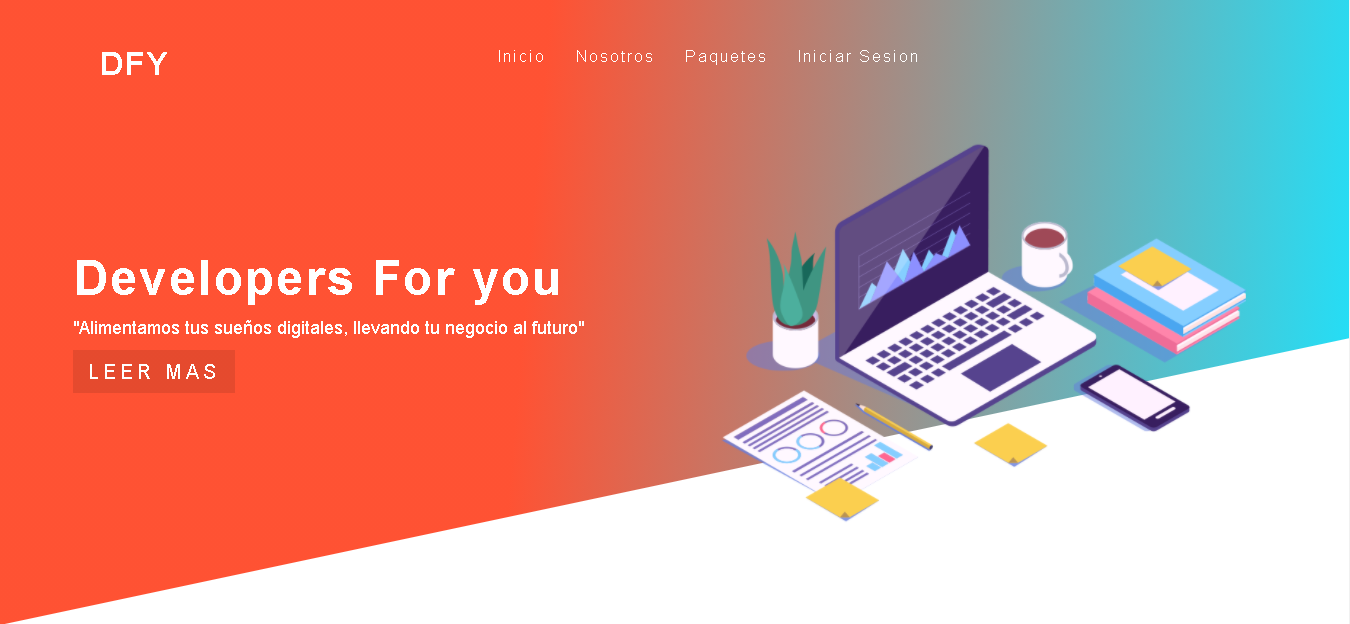 DFY
Inicio Nosotros Paquetes Iniciar Sesion
Developers For you
"Alimentamos tus sueños digitales, llevando tu negocio al futuro"
LEER MAS